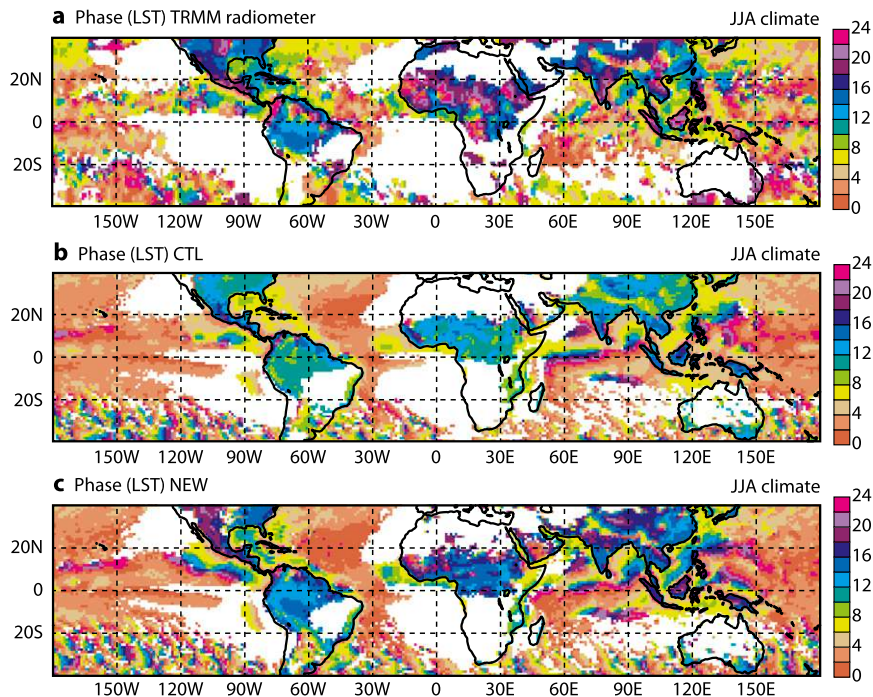 a Phase (LST) TRMM radiometer JJA climate
24
20N 20
16
0 12
8
20S 4
0
150W 120W 90W 60W 30W 0 30E 60E 90E 120E 150E
b Phase (LST) CTL JJA climate
24
20N 20
16
0 12
8
20S 4
0
150W 120W 90W 60W 30W 0 30E 60E 90E 120E 150E
c Phase (LST) NEW JJA climate
24
20N 20
16
0 12
8
20S 4
0
150W 120W 90W 60W 30W 0 30E 60E 90E 120E 150E